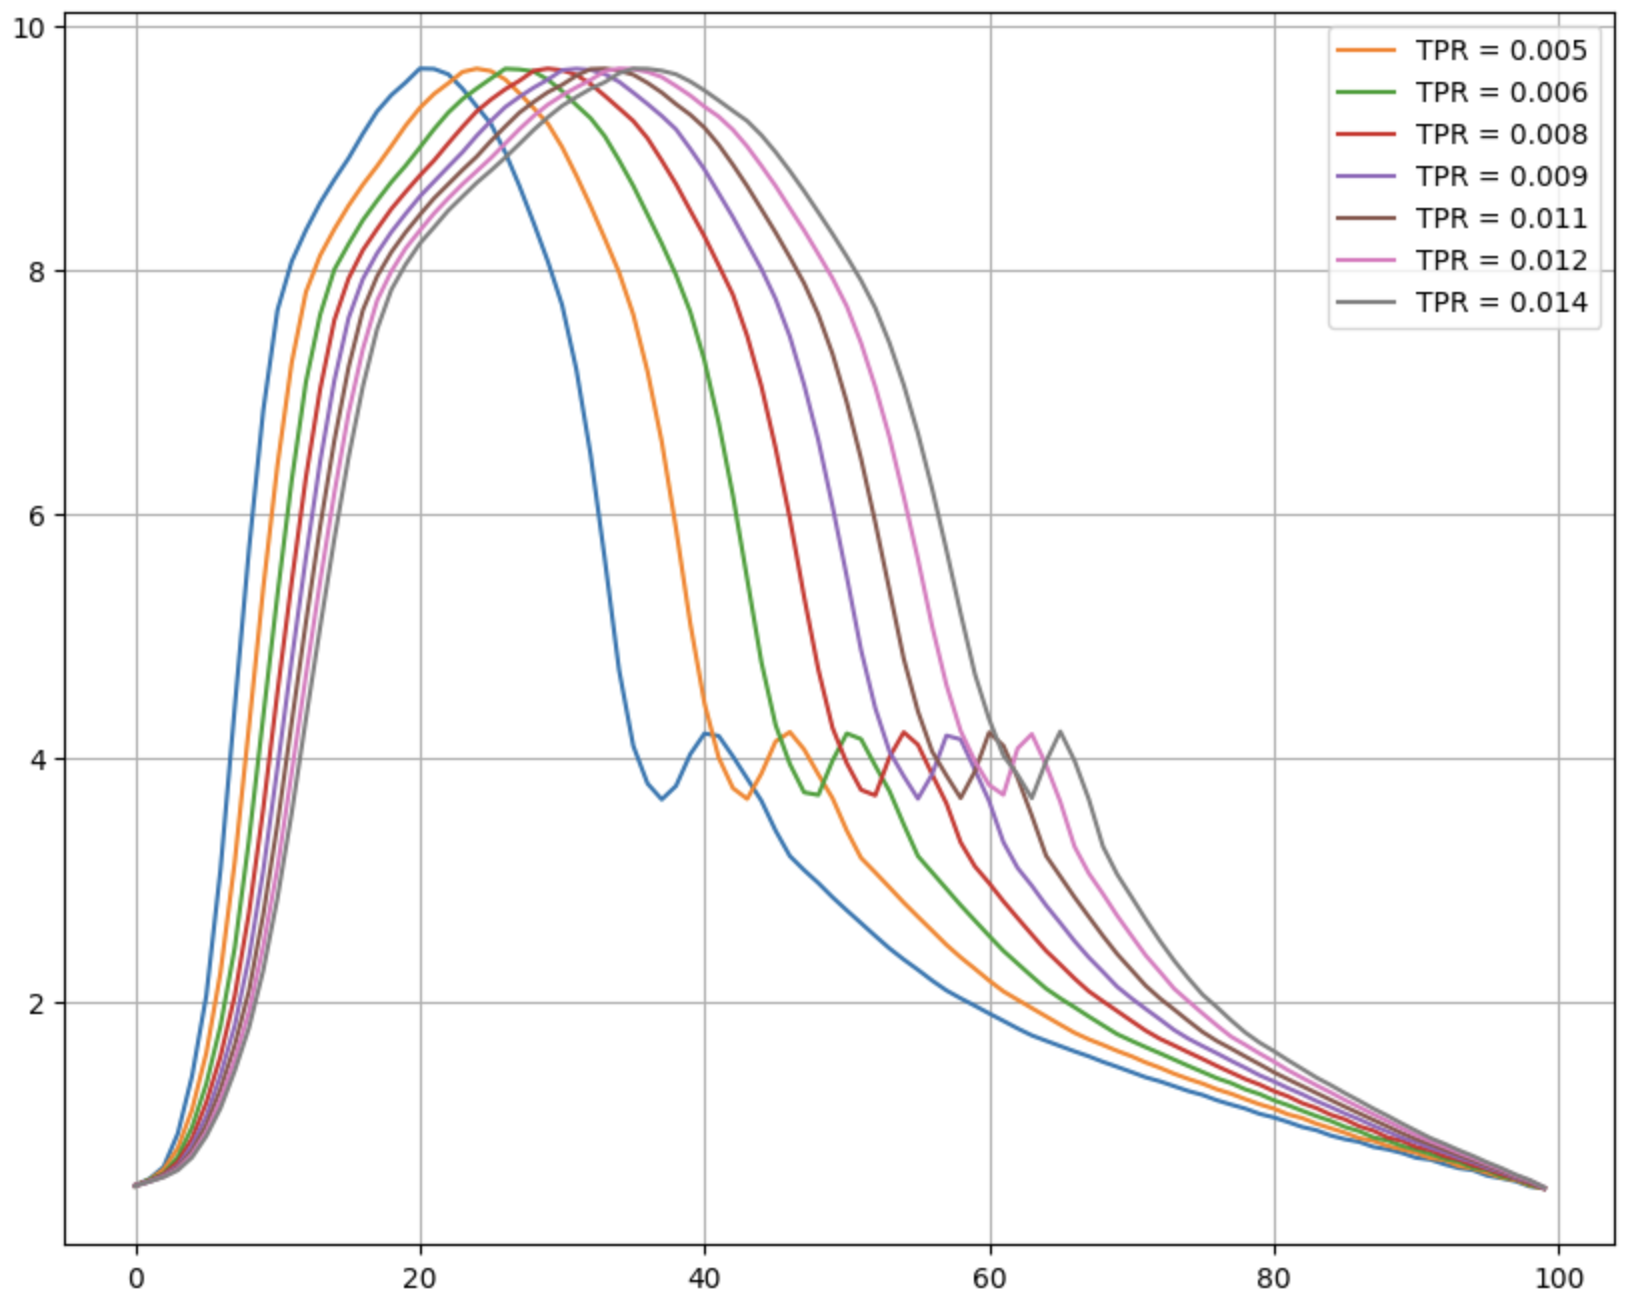 10
8
6
4
2
0 20 40 60 80 100
TPR = 0.005
TPR = 0.006
TPR = 0.008
TPR = 0.009
TPR = 0.011
TPR = 0.012
TPR = 0.014